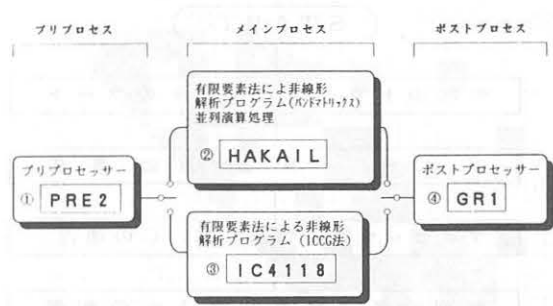 プリプロセス
メインプロセス
ポストプロセス
有限要素法によ非線形
解析プログラム(バンドマトリックス)
並列演算処理
② HAKAIL
プリプロセッサー
① PRE2
ポストプロセッサー
④ GR1
有限要素法による非線形
解析プログラム (ICCG法)
③ IC4118